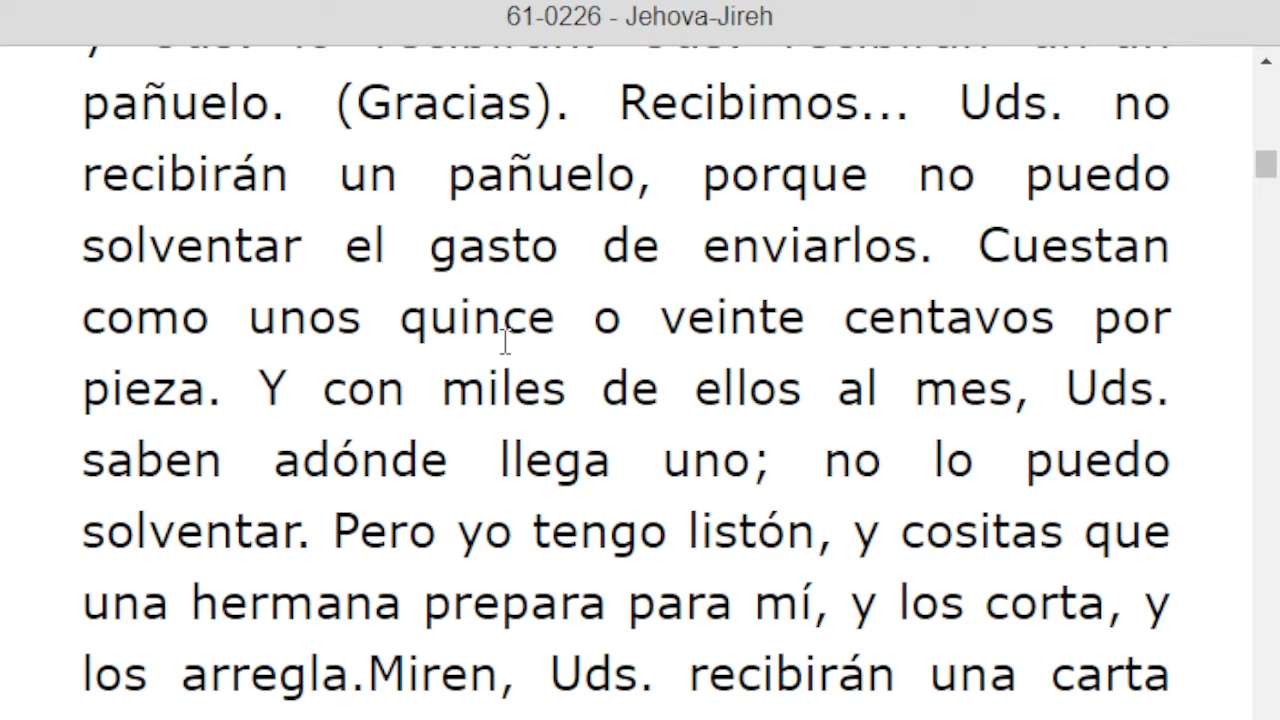 61-0226 - Jehova-Jireh
pañuelo. (Gracias). Recibimos... Uds. no
recibirán un pañuelo, porque no puedo
solventar el gasto de enviarlos. Cuestan
como unos quince o veinte centavos por
pieza. Y con miles de ellos al mes, Uds.
saben adónde llega uno; no lo puedo
solventar. Pero yo tengo listón, y cositas que
una hermana prepara para mí, y los corta, y
los arregla.Miren, Uds. recibirán una carta